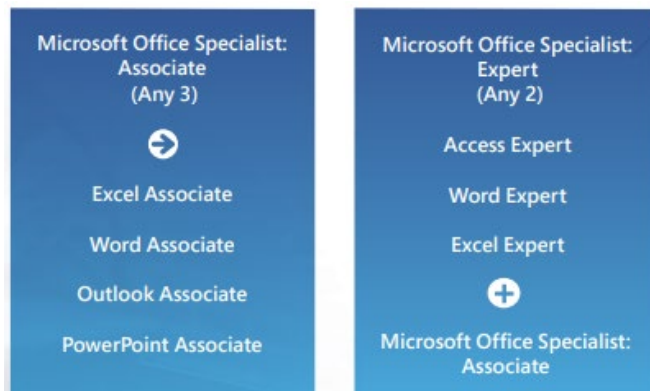 Microsoft Office Specialist:
Associate
(Any 3)
Excel Associate
Word Associate
Outlook Associate
PowerPoint Associate
Microsoft Office Specialist:
Expert
(Any 2)
Access Expert
Word Expert
Excel Expert
Microsoft Office Specialist:
Associate